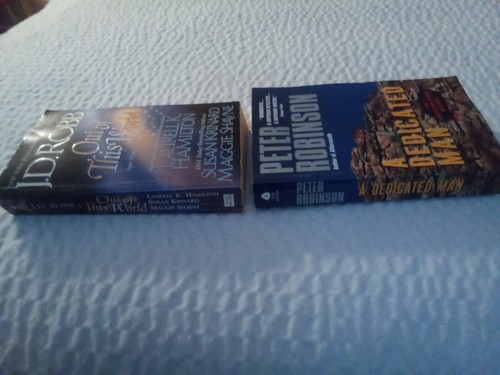 J.D. ROBB
Out of
This World
LAURELL K.
HAMILTON
SUSAN KRINARD
MAGGIE SHAYNE
J.D. ROBB
Out of
This World
LAURELL K. HAMILTON
SUSAN KRINARD
MAGGIE SHAYNE
PETER
ROBINSON
A
DEDICATED
MAN
PETER
ROBINSON
A DEDICATED MAN